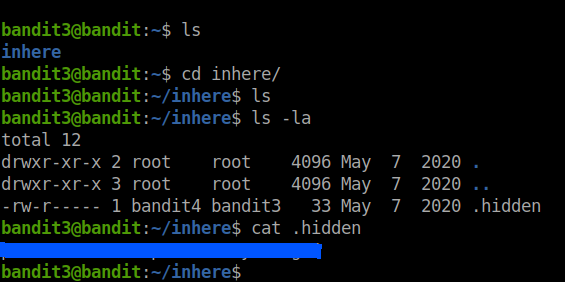 bandit3@bandit:~$ ls
inhere
bandit3@bandit:~$ cd inhere/
bandit3@bandit:~/inhere$ ls
bandit3@bandit:~/inhere$ ls -la
total 12
drwxr-xr-x 2 root    root    4096 May  7  2020 .
drwxr-xr-x 3 root    root    4096 May  7  2020 ..
-rw-r----- 1 bandit4 bandit3   33 May  7  2020 .hidden
bandit3@bandit:~/inhere$ cat .hidden
bandit3@bandit:~/inhere$